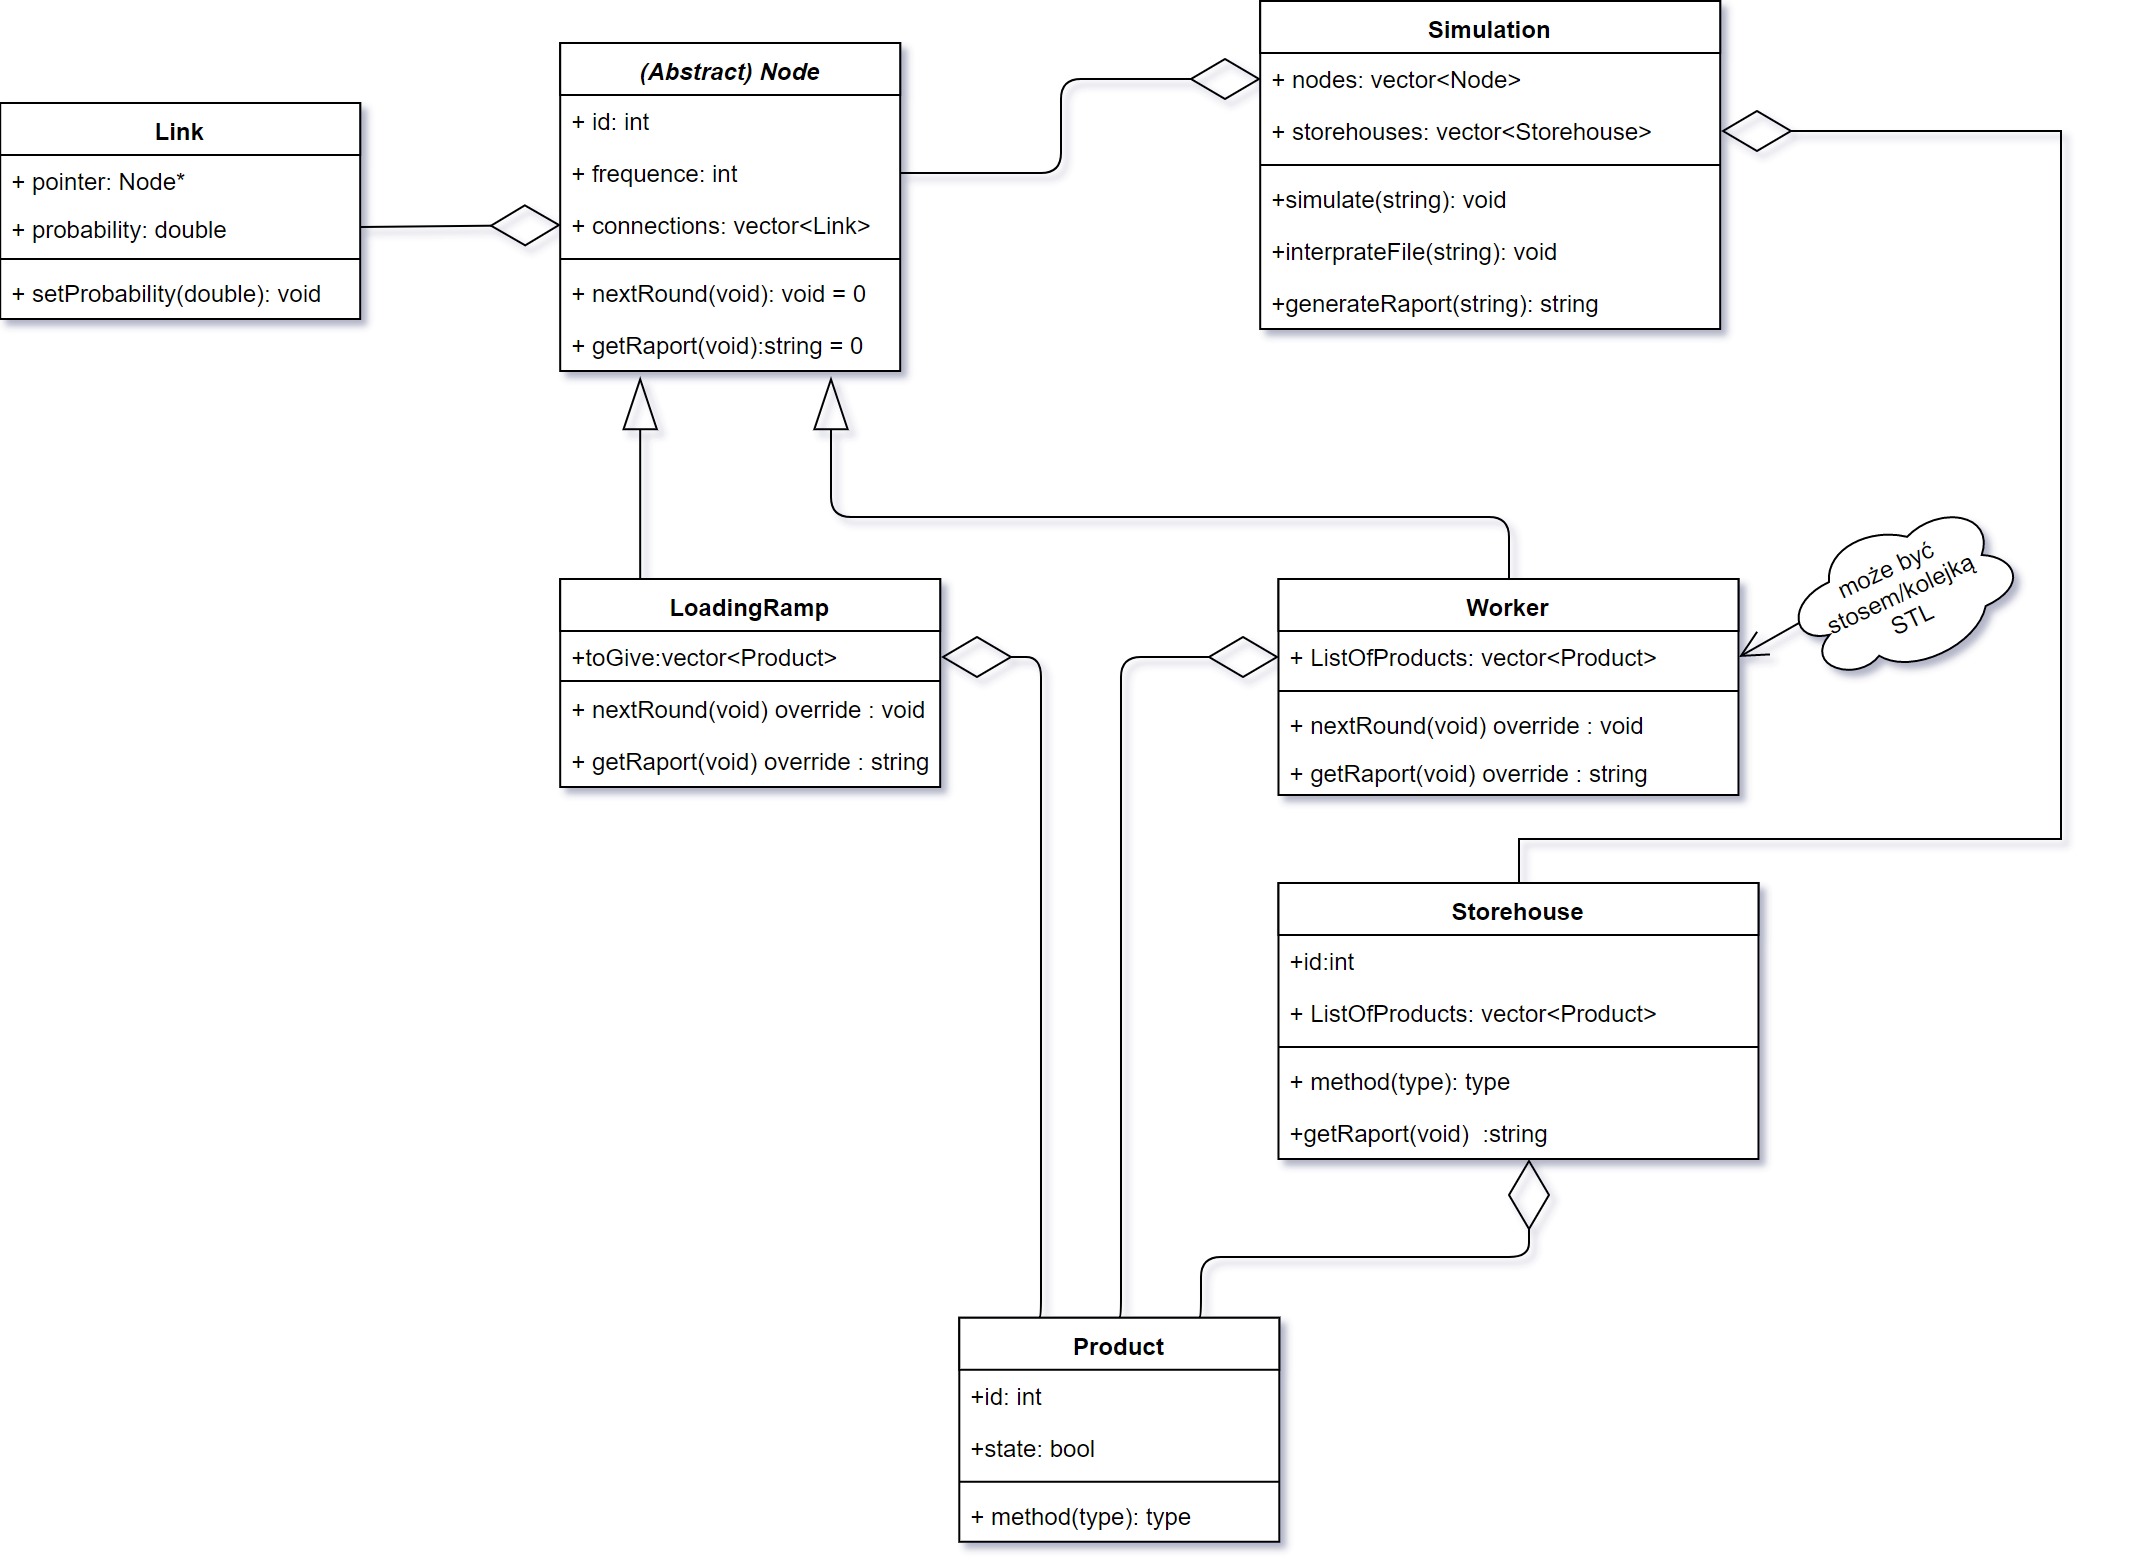 Simulation
+ nodes: vector<Node>
+ storehouses: vector<Storehouse>
+simulate(string): void
+interprateFile(string): void
+generateRaport(string): string
(Abstract) Node
+ id: int
+ frequence: int
+ connections: vector<Link>
+ nextRound(void): void = 0
+ getRaport(void):string = 0
Link
+ pointer: Node*
+ probability: double
+ setProbability(double): void
LoadingRamp
+toGive:vector<Product>
+ nextRound(void) override : void
+ getRaport(void) override : string
Worker
+ ListOfProducts: vector<Product>
+ nextRound(void) override : void
+ getRaport(void) override : string
może być
stosem/kolejką
STL
Storehouse
+id:int
+ ListOfProducts: vector<Product>
+ method(type): type
+getRaport(void)  :string
Product
+id: int
+state: bool
+ method(type): type